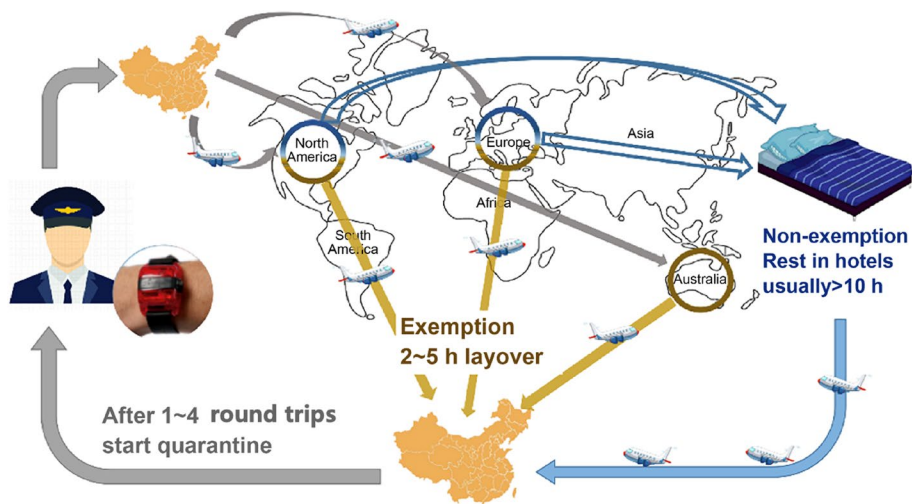 North
America
Europe
Asia
Africa
South
America
Australia
Non-exemption
Rest in hotels
usually>10 h
Exemption
2~5 h layover
After 1~4 round trips
start quarantine